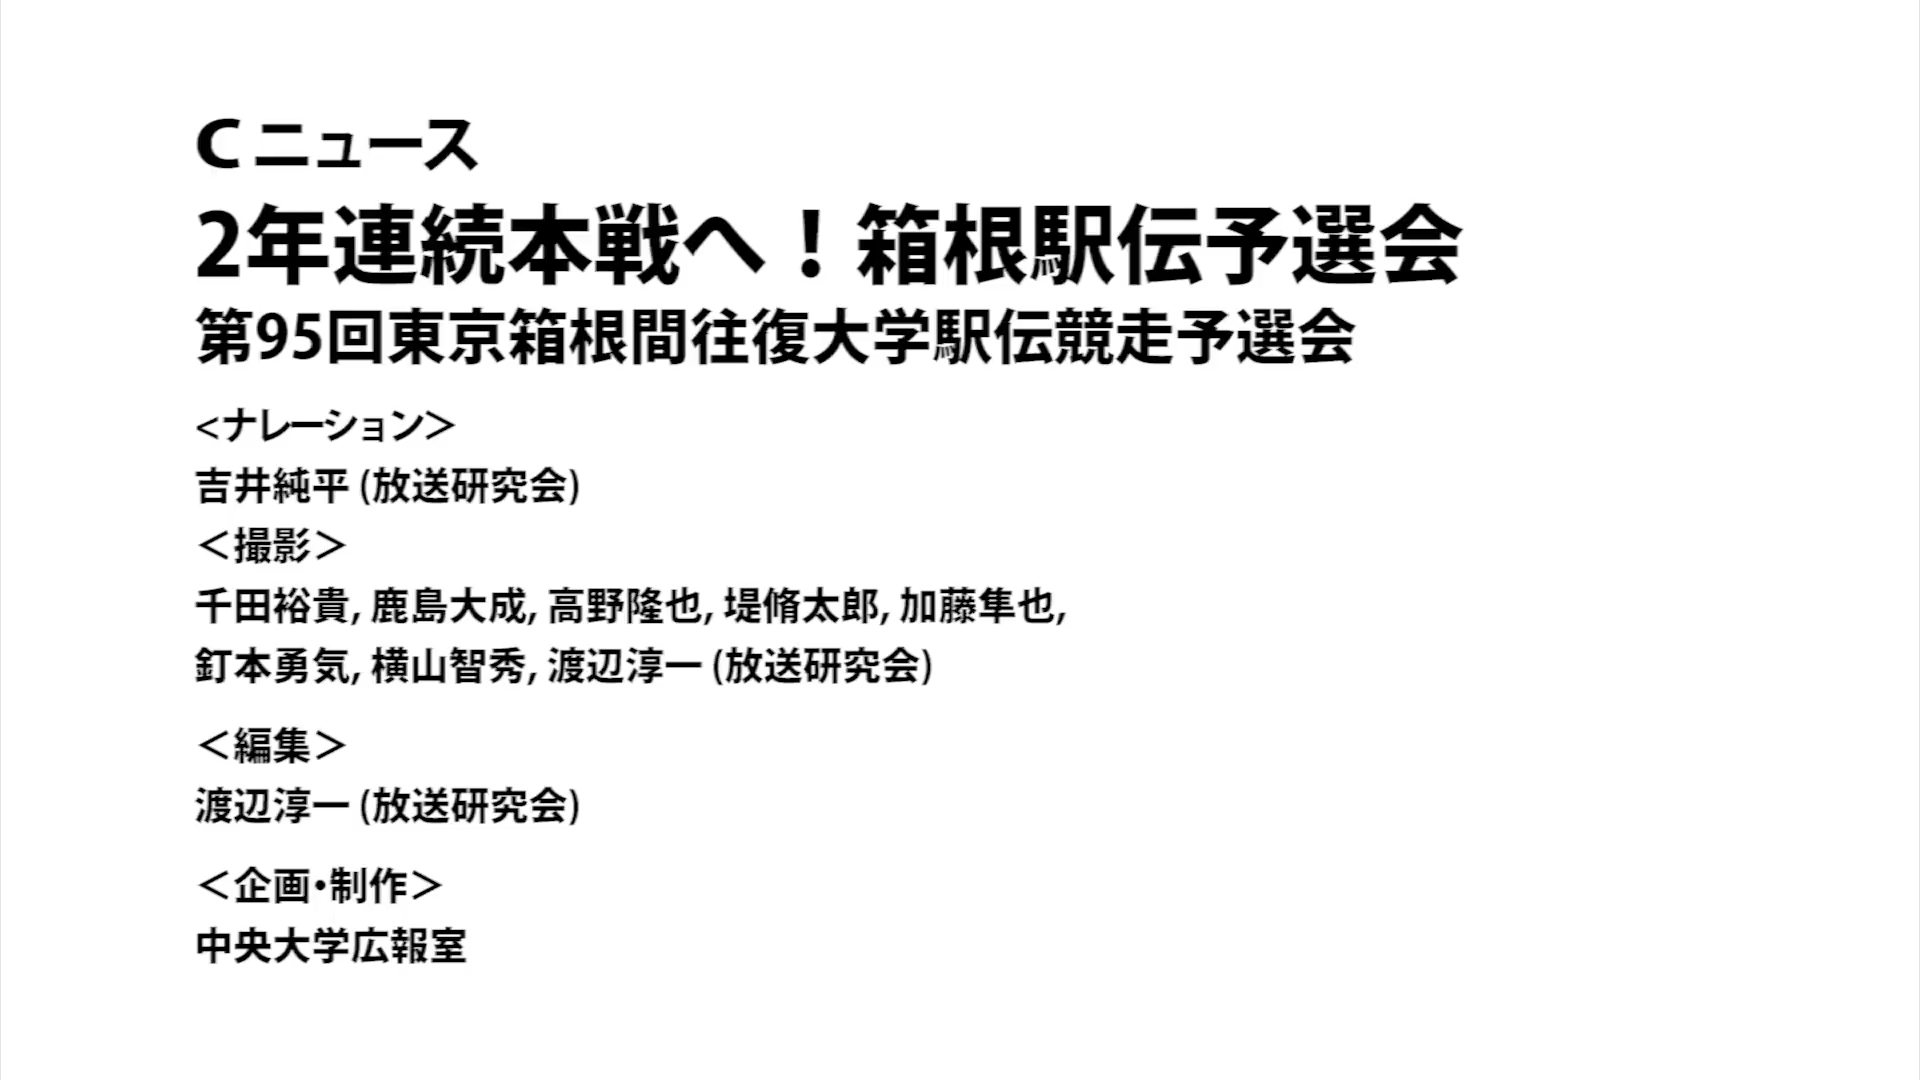 C ニュース
2年連続本戦へ！箱根駅伝予選会
第95回東京箱根間往復大学駅伝競走予選会
<ナレーション＞
吉井純平 (放送研究会)
＜撮影＞
千田裕貴, 鹿島大成, 高野隆也, 堤脩太郎, 加藤隼也,
釘本勇気, 横山智秀, 渡辺淳一 (放送研究会)
＜編集＞
渡辺淳一 (放送研究会)
＜企画・制作＞
中央大学広報室